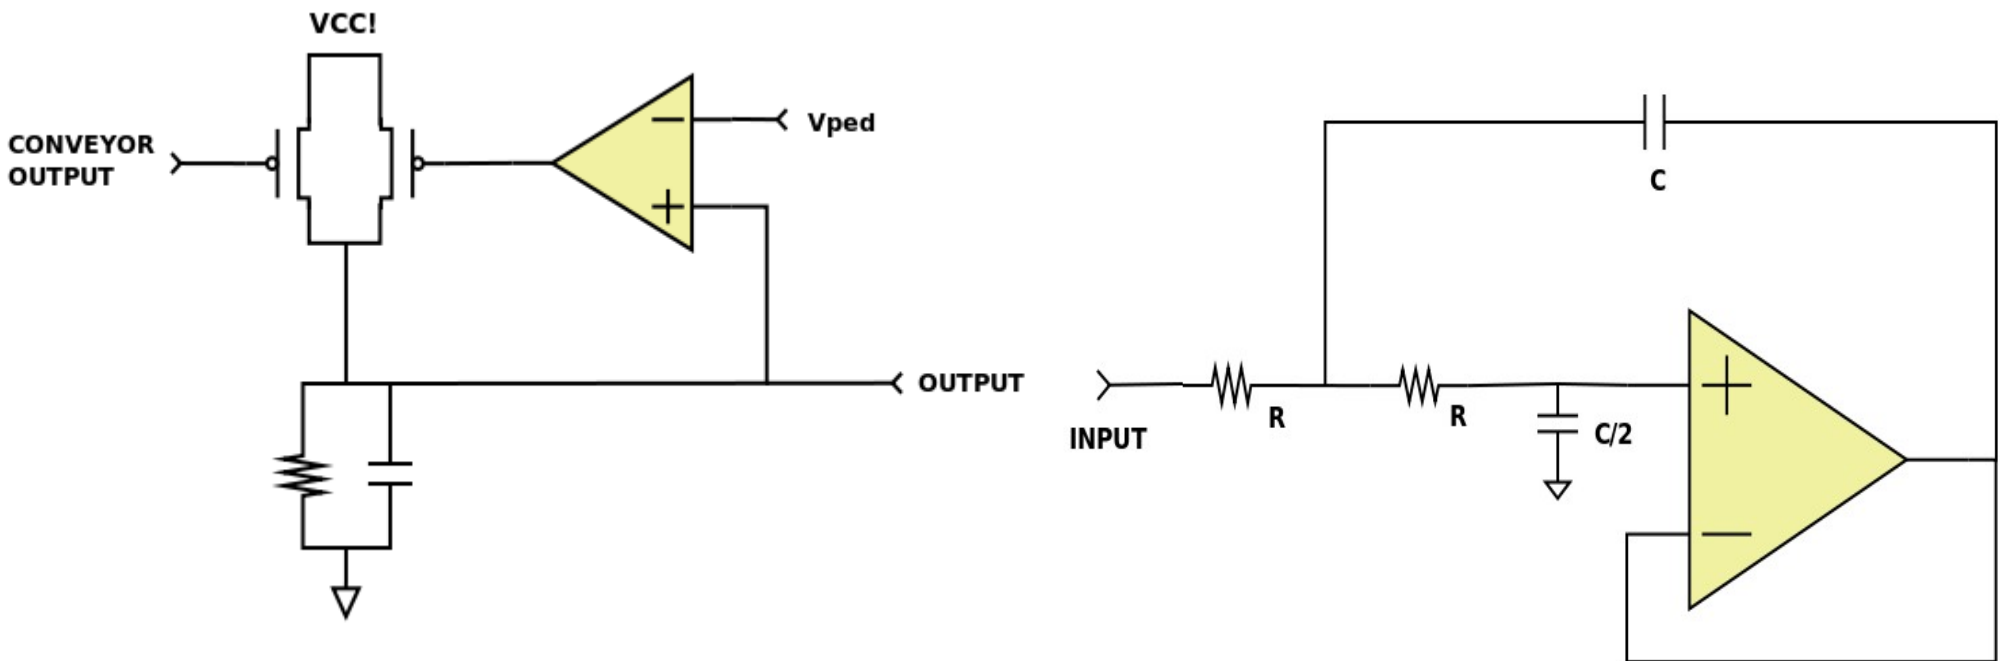 VCC!
CONVEYOR
OUTPUT
Vped
OUTPUT
C
INPUT
R
R
C/2